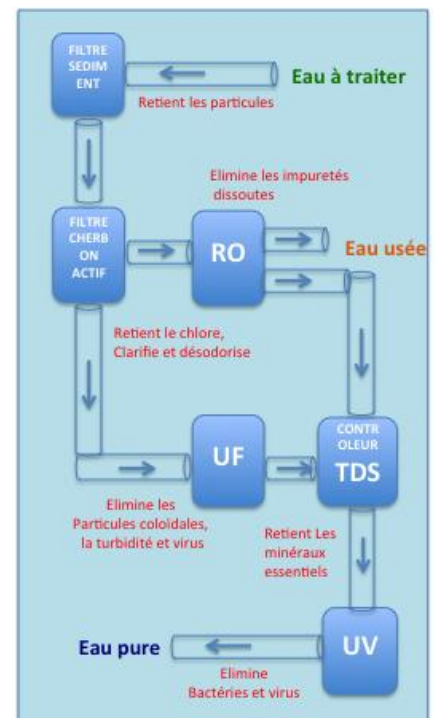 FILTRE
SEDIM
ENT
Eau à traiter
Retient les particules
Elimine les impuretés
dissoutes
FILTRE
CHERB
ON
ACTIF
RO
Eau usée
Retient le chlore,
Clarifie et désodorise
UF
CONTR
OLEUR
TDS
Elimine les
Particules coloïdales,
la turbidité et virus
Retient Les
minéraux
essentiels
Eau pure
UV
Elimine
Bactéries et virus